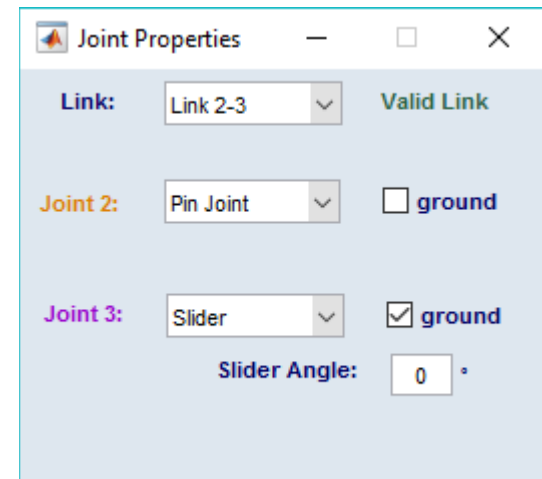 Joint Properties
Link: Link 2-3 Valid Link
Joint 2: Pin Joint ground
Joint 3: Slider ground
Slider Angle: 0 °